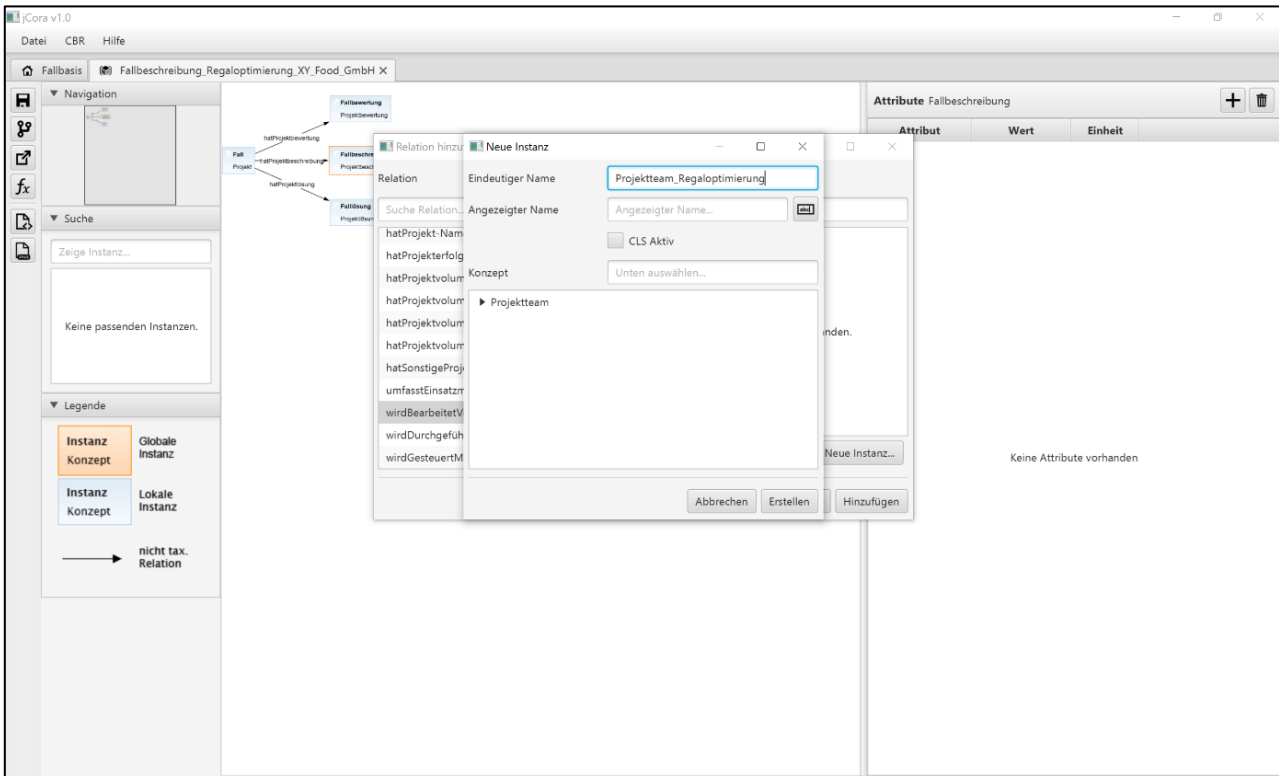 jCora v1.0
Datei CBR Hilfe
Fallbasis
Fallbeschreibung_Regaloptimierung_XY_Food_GmbH
Navigation
Suche
Zeige Instanz...
Keine passenden Instanzen.
Legende
Instanz
Konzept
Globale
Instanz
Instanz
Konzept
Lokale
Instanz
nicht tax.
Relation
Fallbewertung
Projektbewertung
hatProjektbewertung
Fall
Projekt
hatProjektbeschreibung
Fallbeschre
Projektbesch
hatProjektlösung
Falllösung
Relation hinzu
Relation
Suche Relation...
hatProjekt-Nam
hatProjekterfolg
hatProjektvolum
hatProjektvolum
hatProjektvolum
hatProjektvolum
hatSonstigeProj
umfasstEinsatzm
wirdBearbeitetV
wirdDurchgefüh
wirdGesteuertM
Neue Instanz
Eindeutiger Name
Projektteam_Regaloptimierung
Angezeigter Name
Angezeigter Name...
CLS Aktiv
Konzept
Unten auswählen...
Projektteam
Abbrechen
Erstellen
nden.
Neue Instanz...
Hinzufügen
Attribute Fallbeschreibung
Attribut Wert Einheit
Keine Attribute vorhanden